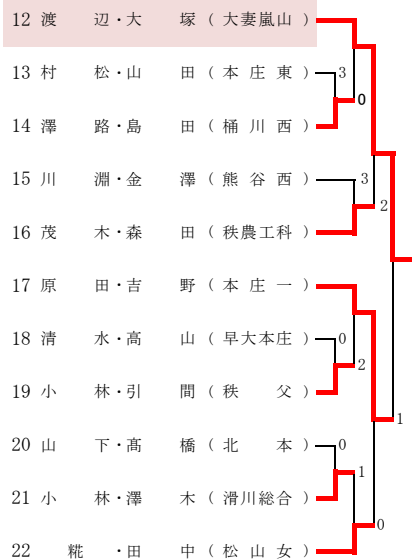 12 渡 辺・大 塚 ( 大妻嵐山 )
13 村 松・山 田 ( 本 庄 東 ) 3
0
14 澤 路・島 田 ( 桶 川 西 )
15 川 淵・金 澤 ( 熊 谷 西 ) 3
2
16 茂 木・森 田 ( 秩農工科 )
17 原 田・吉 野 ( 本 庄 一 )
18 清 水・高 山 ( 早大本庄 ) 0
2
19 小 林・引 間 ( 秩 父 )
1
20 山 下・髙 橋 ( 北 本 ) 0
1
21 小 林・澤 木 ( 滑川総合 )
0
22 糀 ・田 中 ( 松 山 女 )